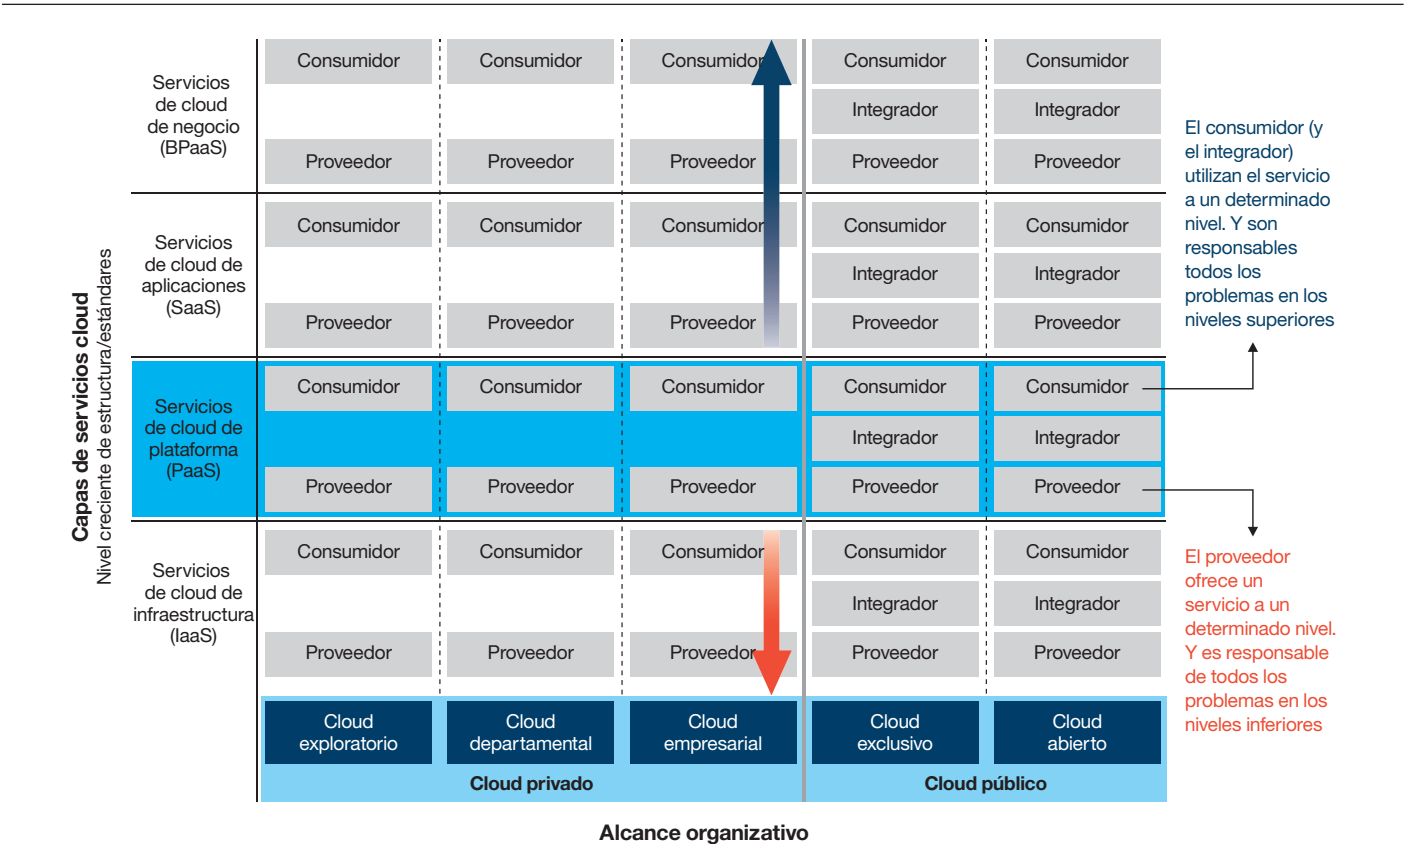 Capas de servicios cloud
Nivel creciente de estructura/estándares
Servicios
de cloud
de negocio
(BPaaS)
Consumidor Consumidor Consumidor Consumidor Consumidor
Integrador Integrador
Proveedor Proveedor Proveedor Proveedor Proveedor
Servicios
de cloud de
aplicaciones
(SaaS)
Consumidor Consumidor Consumidor Consumidor Consumidor
Integrador Integrador
Proveedor Proveedor Proveedor Proveedor Proveedor
Servicios
de cloud de
plataforma
(PaaS)
Consumidor Consumidor Consumidor Consumidor Consumidor
Integrador Integrador
Proveedor Proveedor Proveedor Proveedor Proveedor
Servicios
de cloud de
infraestructura
(IaaS)
Consumidor Consumidor Consumidor Consumidor Consumidor
Integrador Integrador
Proveedor Proveedor Proveedor Proveedor Proveedor
Cloud
exploratorio
Cloud
departamental
Cloud
empresarial
Cloud
exclusivo
Cloud
abierto
Cloud privado
Cloud público
Alcance organizativo
El consumidor (y
el integrador)
utilizan el servicio
a un determinado
nivel. Y son
responsables
todos los
problemas en los
niveles superiores
El proveedor
ofrece un
servicio a un
determinado nivel.
Y es responsable
de todos los
problemas en los
niveles inferiores